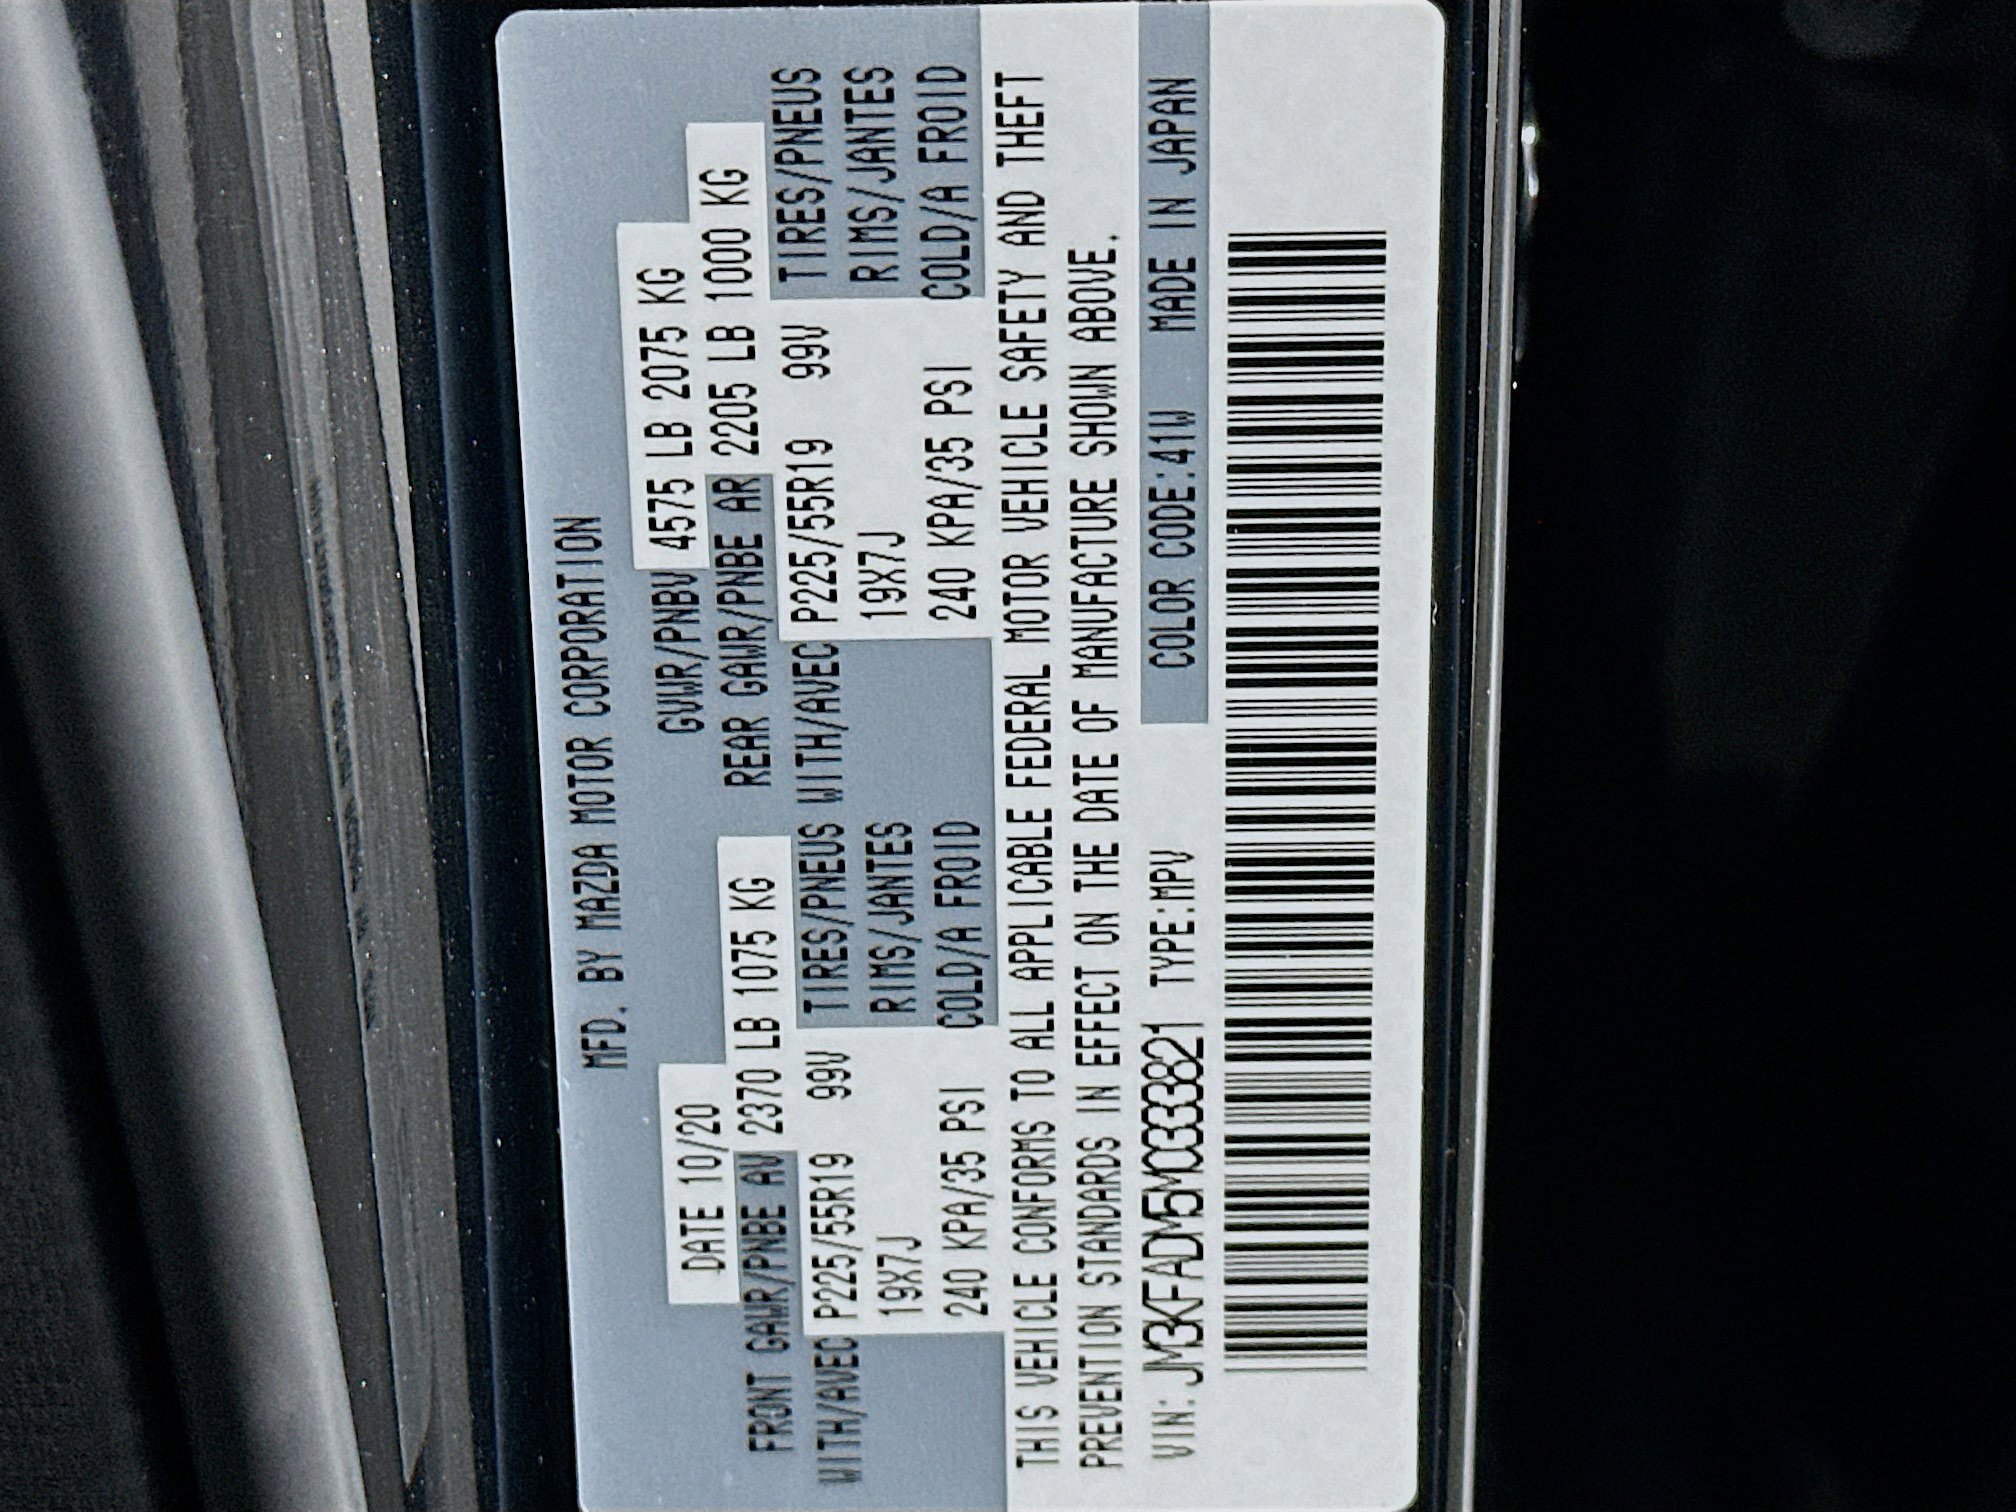 MFD. BY MAZDA MOTOR CORPORATION
DATE 10/20 GVWR/PNBV 4575 LB 2075 KG
FRONT GAWR/PNBE AV 2370 LB 1075 KG REAR GAWR/PNBE AR 2205 LB 1000 KG
WITH/AVEC P225/55R19 99V TIRES/PNEUS WITH/AVEC P225/55R19 99V TIRES/PNEUS
19X7J RIMS/JANTES 19X7J RIMS/JANTES
240 KPA/35 PSI COLD/A FROID 240 KPA/35 PSI COLD/A FROID
THIS VEHICLE CONFORMS TO ALL APPLICABLE FEDERAL MOTOR VEHICLE SAFETY AND THEFT
PREVENTION STANDARDS IN EFFECT ON THE DATE OF MANUFACTURE SHOWN ABOVE.
VIN: JM3KFADM5M0333821 TYPE:MPV COLOR CODE:41W MADE IN JAPAN